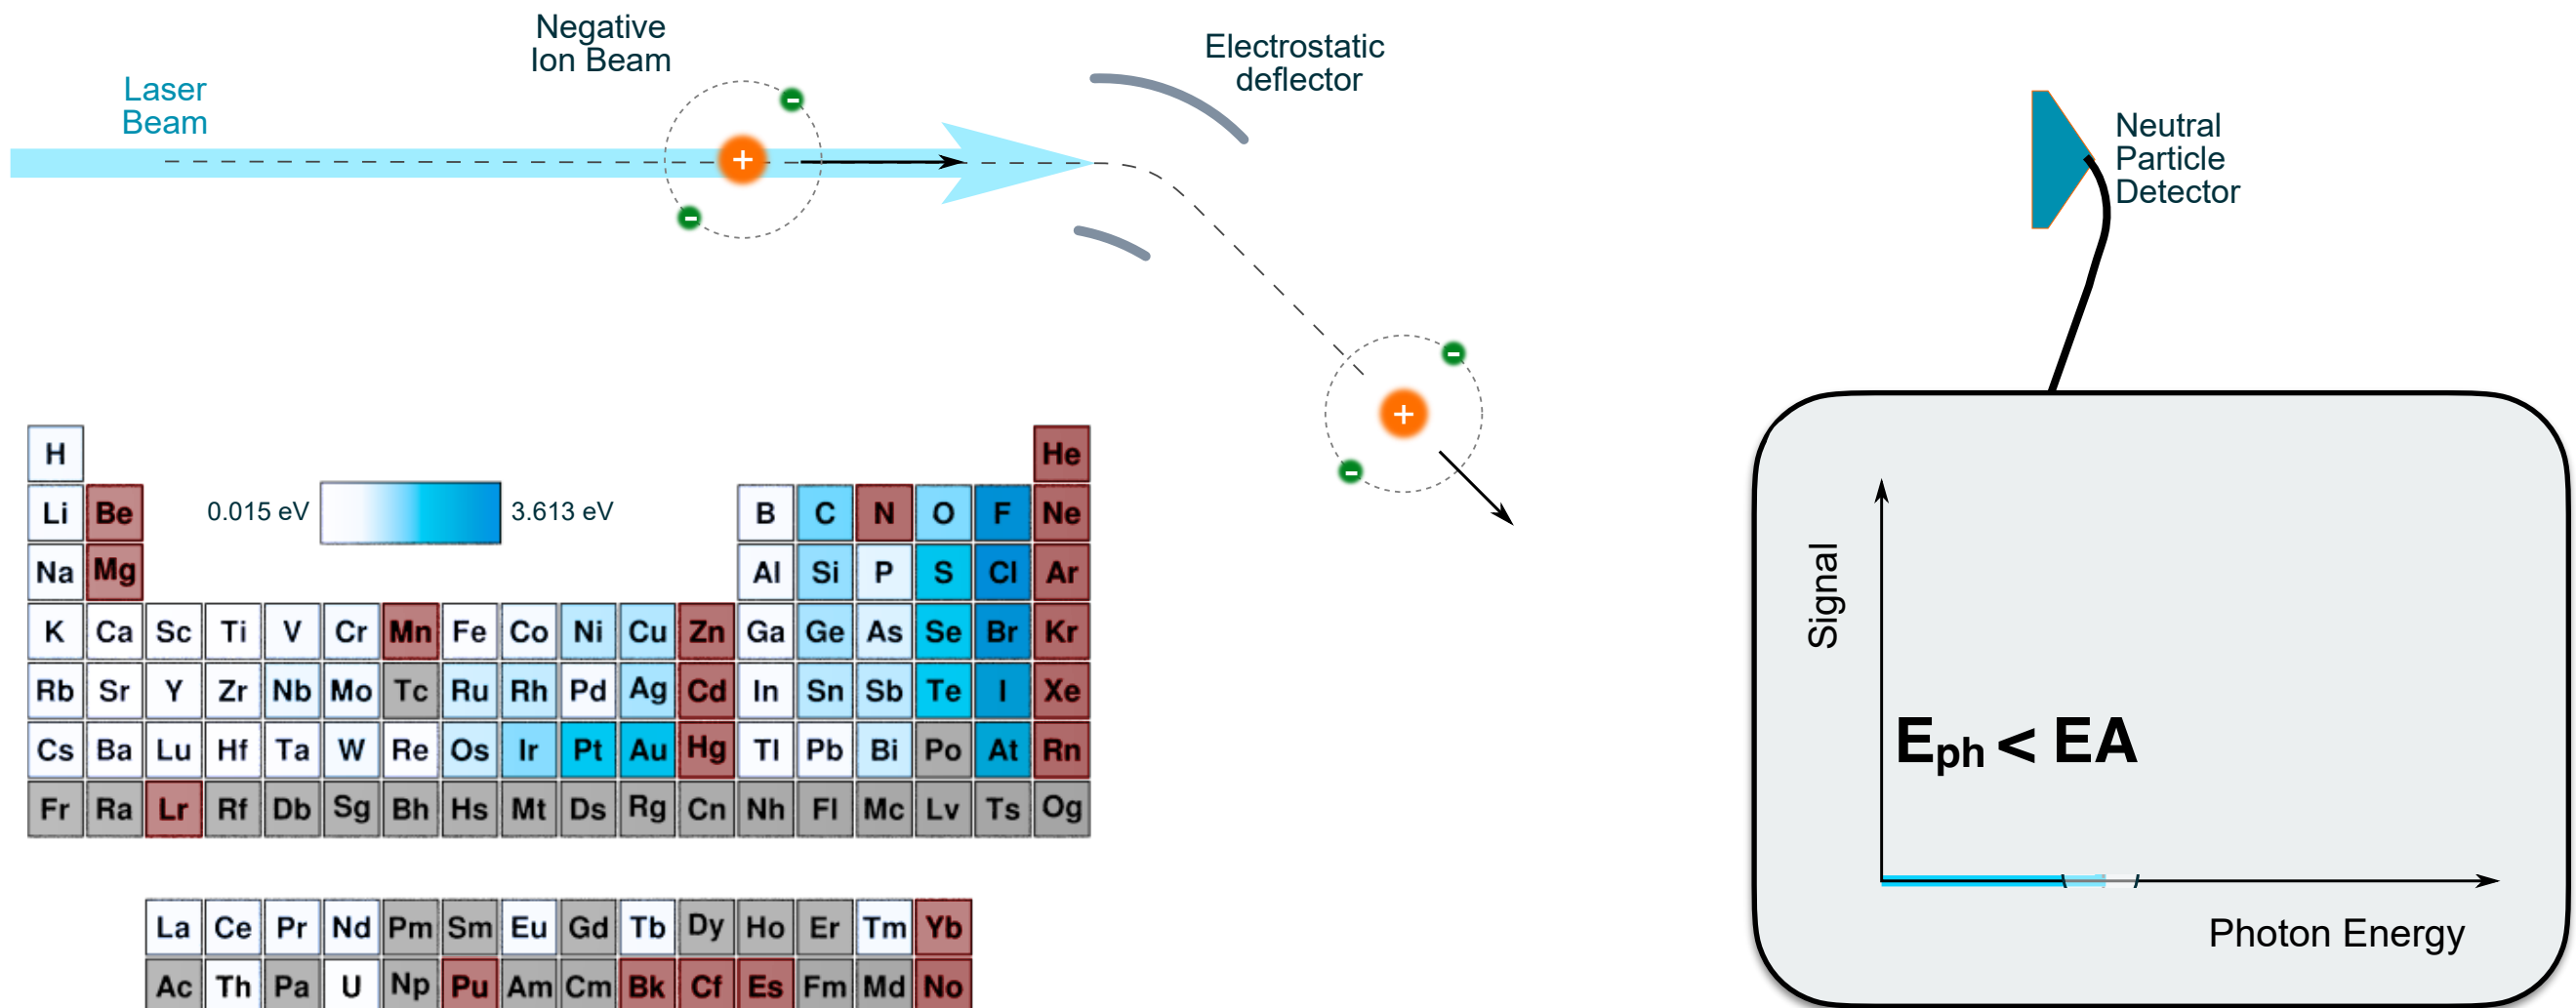 Negative
Ion Beam
Laser
Beam
Electrostatic
deflector
Neutral
Particle
Detector
+
+
H He
0.015 eV 3.613 eV
Li Be B C N O F Ne
Na Mg Al Si P S Cl Ar
K Ca Sc Ti V Cr Mn Fe Co Ni Cu Zn Ga Ge As Se Br Kr
Rb Sr Y Zr Nb Mo Tc Ru Rh Pd Ag Cd In Sn Sb Te I Xe
Cs Ba Lu Hf Ta W Re Os Ir Pt Au Hg Tl Pb Bi Po At Rn
Fr Ra Lr Rf Db Sg Bh Hs Mt Ds Rg Cn Nh Fl Mc Lv Ts Og
La Ce Pr Nd Pm Sm Eu Gd Tb Dy Ho Er Tm Yb
Ac Th Pa U Np Pu Am Cm Bk Cf Es Fm Md No
Signal
Eph < EA
Photon Energy